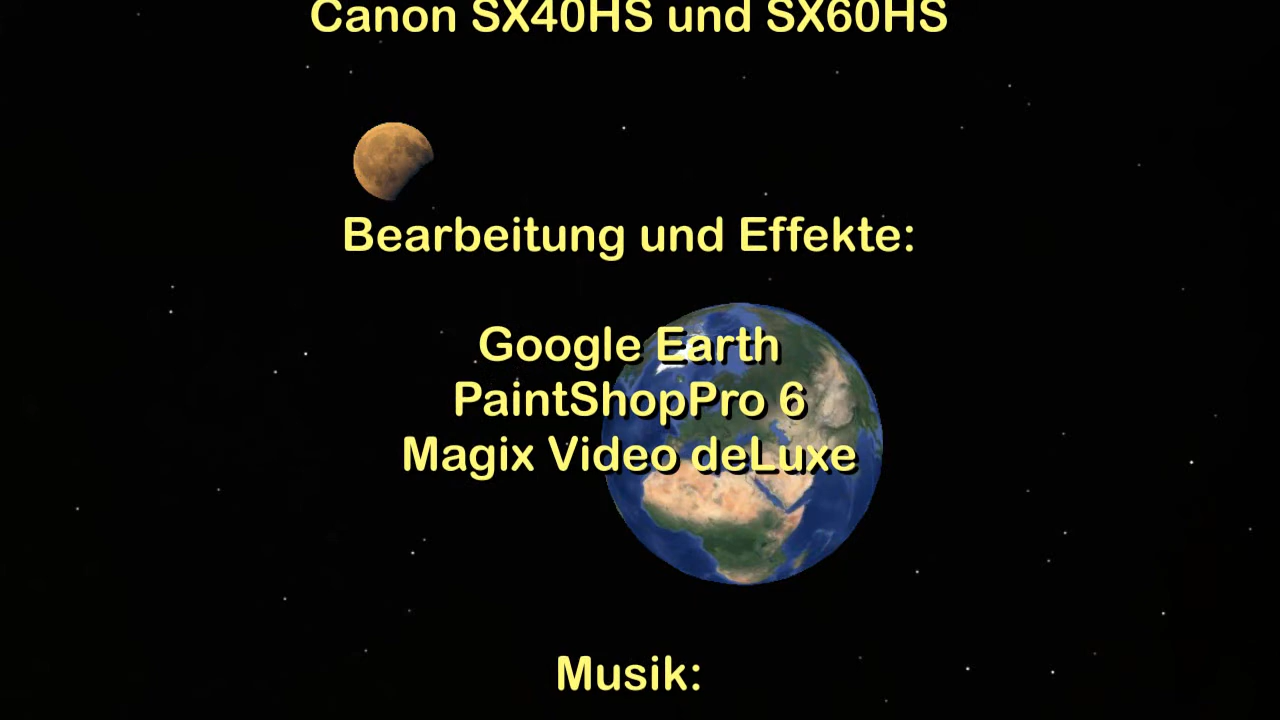 Canon SX40HS und SX60HS
Bearbeitung und Effekte:
Google Earth
PaintShopPro 6
Magix Video deLuxe
Musik: